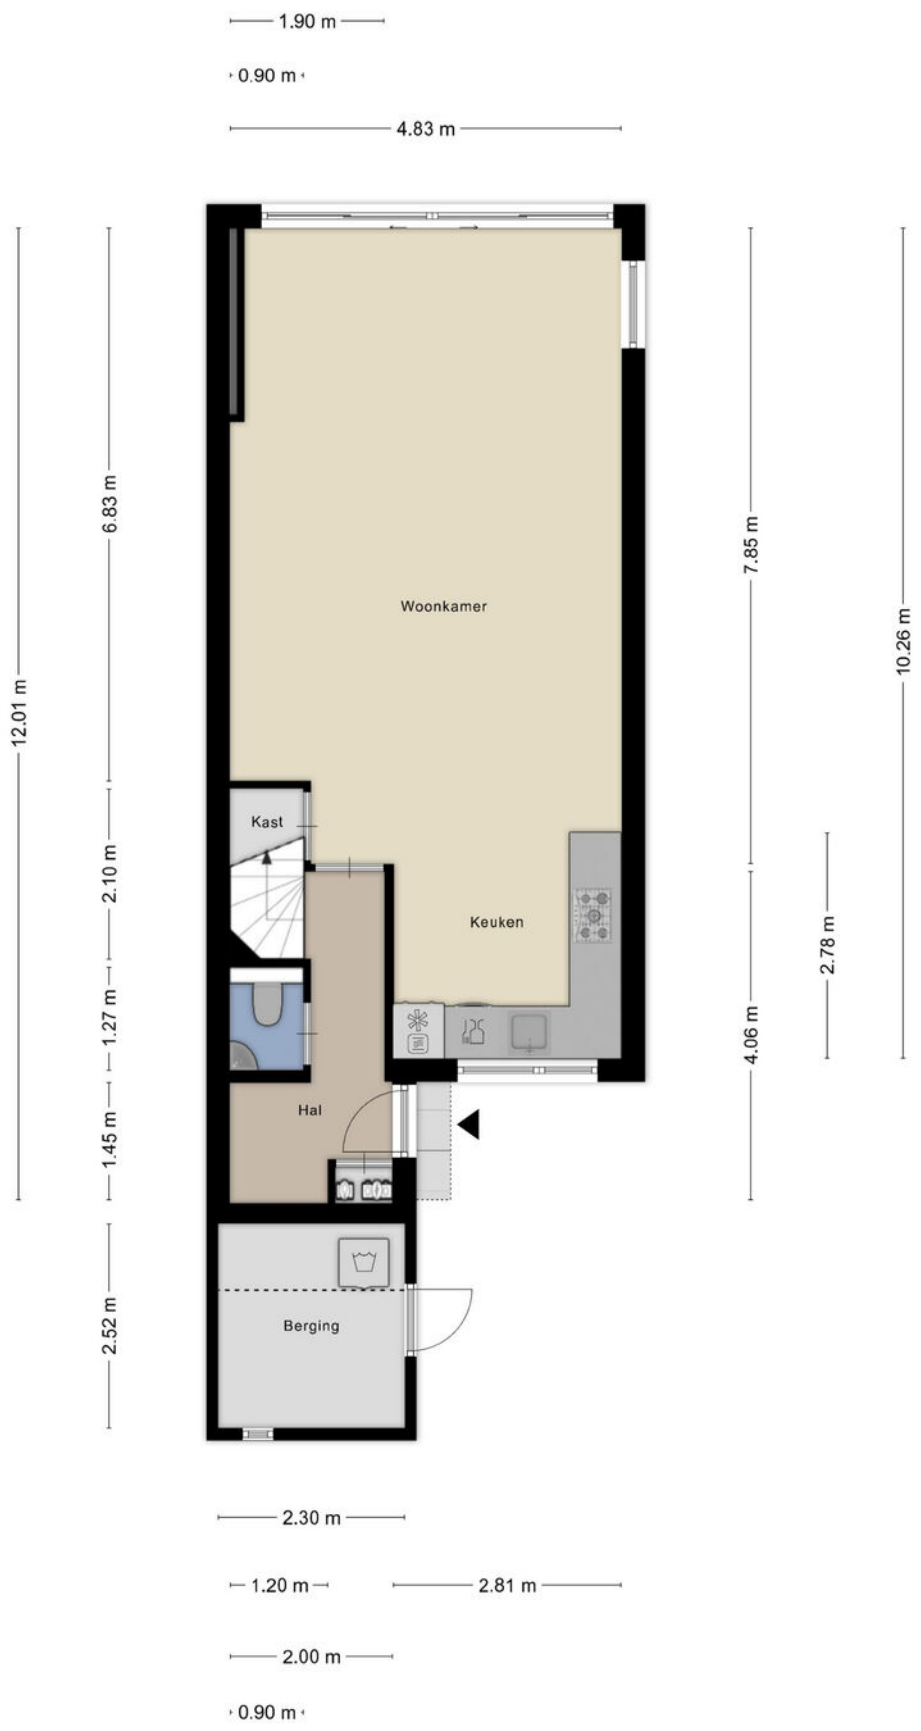 1.90 m
0.90 m
4.83 m
6.83 m
7.85 m
Woonkamer
10.26 m
12.01 m
Kast
2.10 m
Keuken
2.78 m
1.27 m
4.06 m
Hal
1.45 m
2.52 m
Berging
2.30 m
1.20 m
2.81 m
2.00 m
0.90 m